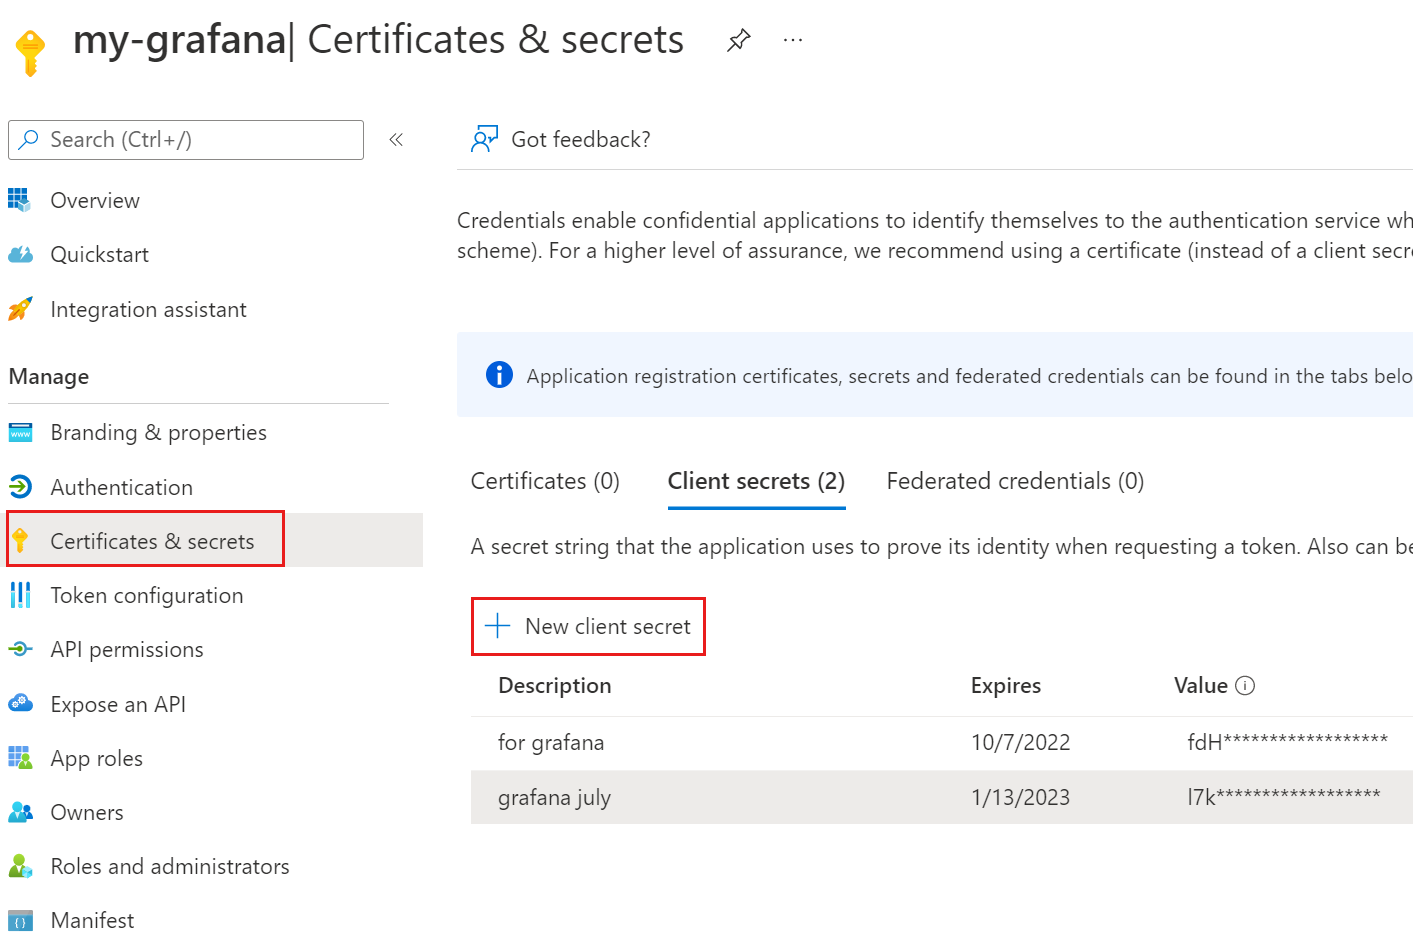 my-grafana| Certificates & secrets
Search (Ctrl+/)
Overview
Quickstart
Integration assistant
Manage
Branding & properties
Authentication
Certificates & secrets
Token configuration
API permissions
Expose an API
App roles
Owners
Roles and administrators
Manifest
Got feedback?
Credentials enable confidential applications to identify themselves to the authentication service
scheme). For a higher level of assurance, we recommend using a certificate (instead of a client
Application registration certificates, secrets and federated credentials can be found in the tabs
Certificates (0) Client secrets (2) Federated credentials (0)
A secret string that the application uses to prove its identity when requesting a token. Also can
New client secret
Description Expires Value
for grafana 10/7/2022 fdH******************
grafana july 1/13/2023 l7k******************